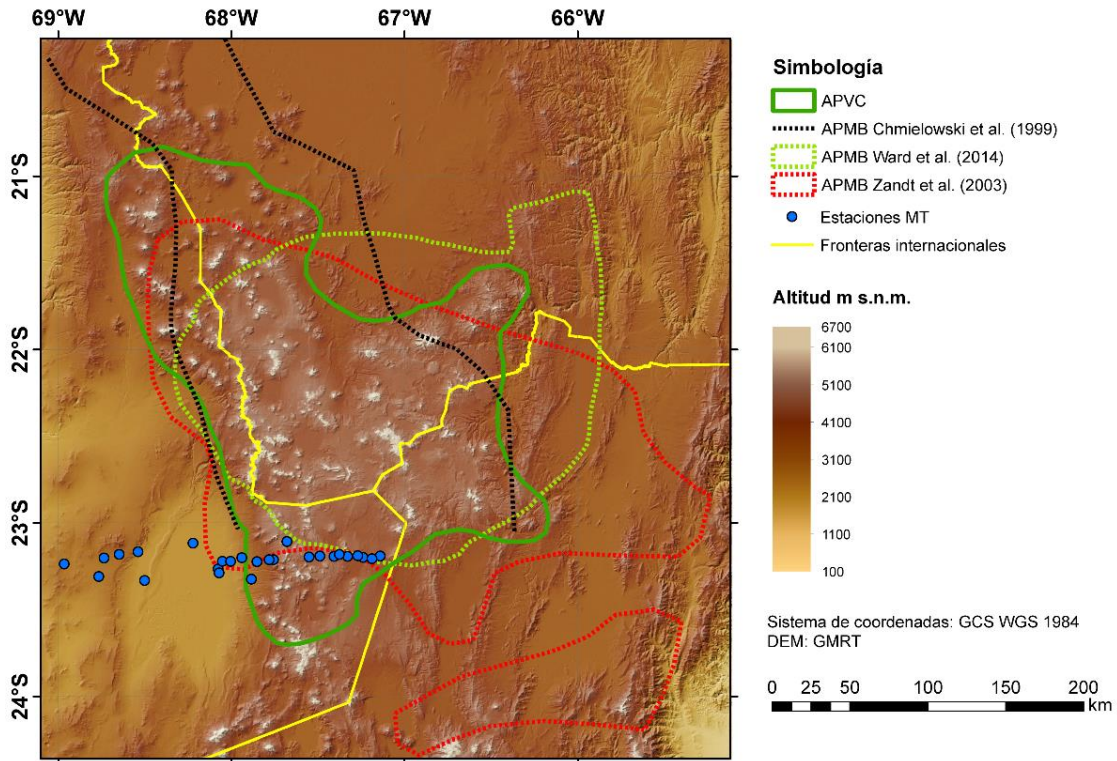 69°W 68°W 67°W 66°W
21°S
22°S
23°S
24°S
Simbología
APVC
APMB Chmielowski et al. (1999)
APMB Ward et al. (2014)
APMB Zandt et al. (2003)
Estaciones MT
Fronteras internacionales
Altitud m s.n.m.
6700
6100
5100
4100
3100
2100
1100
100
Sistema de coordenadas: GCS WGS 1984
DEM: GMRT
0 25 50 100 150 200
km